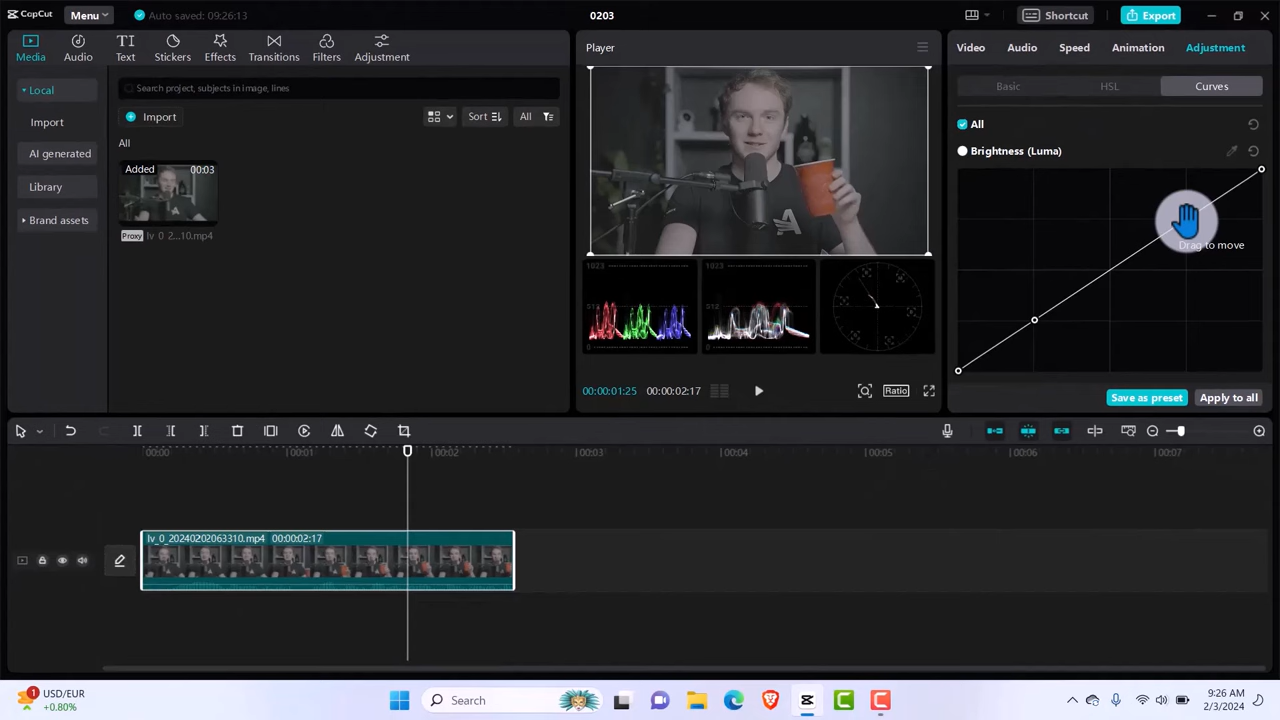 CapCut
Menu
Auto saved: 09:26:13
0203
Shortcut
Export
Media
Audio
Text
Stickers
Effects
Transitions
Filters
Adjustment
Local
Import
AI generated
Library
Brand assets
Search project, subjects in image, lines
Import
Sort
All
All
Added
00:03
Proxy
lv_0_2...10.mp4
Player
1023
512
0
1023
512
0
00:00:01:25
00:00:02:17
Ratio
Video
Audio
Speed
Animation
Adjustment
Basic
HSL
Curves
All
Brightness (Luma)
Drag to move
Save as preset
Apply to all
00:00
00:01
00:02
00:03
00:04
00:05
00:06
00:07
lv_0_20240202063310.mp4 00:00:02:17
1
USD/EUR
+0.80%
Search
9:26 AM
2/3/2024